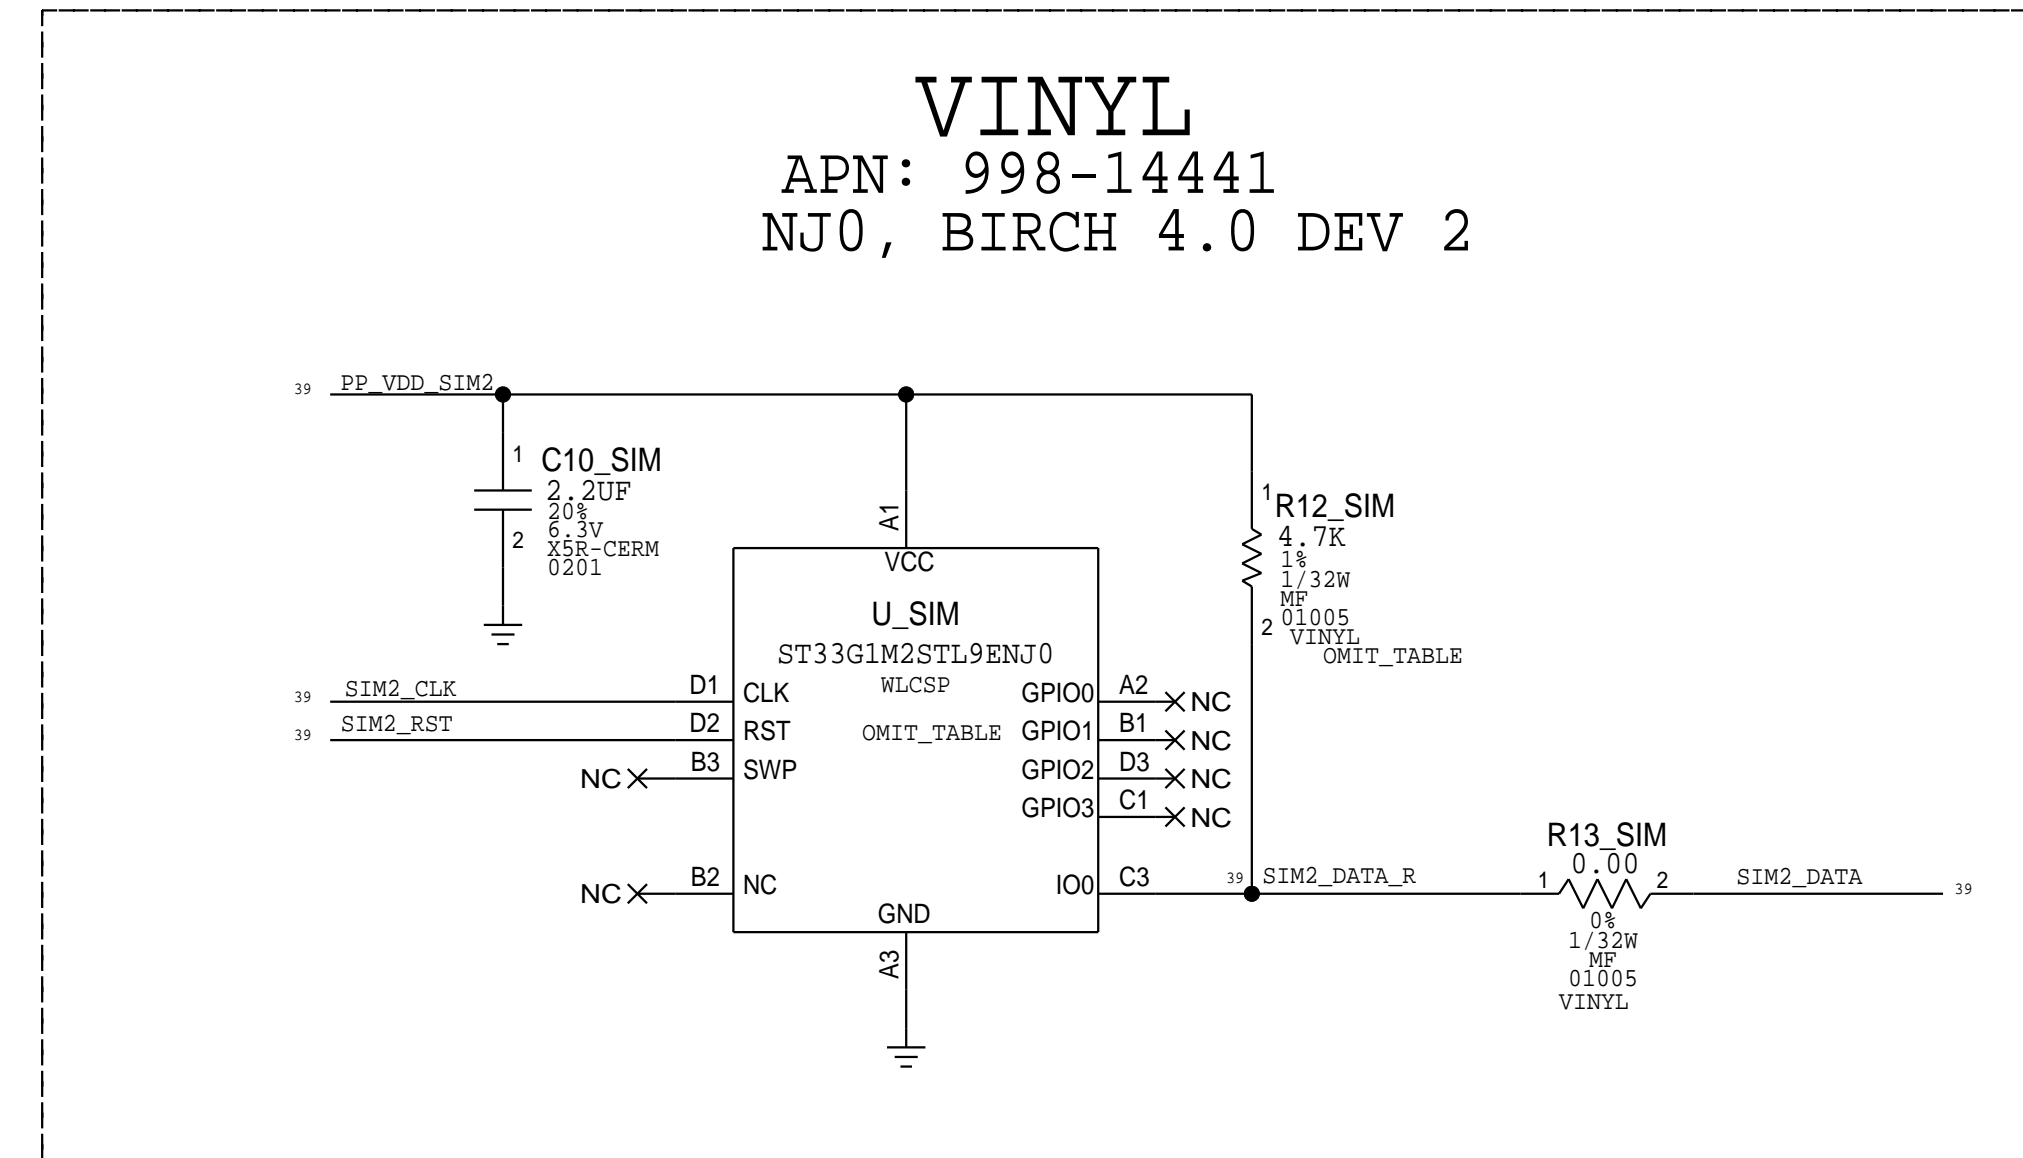 VINYL
APN: 998-14441
NJ0, BIRCH 4.0 DEV 2
39 PP_VDD_SIM2
1 C10_SIM
2.2UF
20%
6.3V
2 X5R-CERM
0201
A1
1 R12_SIM
4.7K
1%
1/32W
MF
01005
2 VINYL
OMIT_TABLE
VCC
U_SIM
ST33G1M2STL9ENJ0
WLCSP
OMIT_TABLE
39 SIM2_CLK D1 CLK
39 SIM2_RST D2 RST
NC B3 SWP
NC B2 NC
GPIO0 A2 NC
GPIO1 B1 NC
GPIO2 D3 NC
GPIO3 C1 NC
IO0 C3 39 SIM2_DATA_R
GND
A3
R13_SIM
0.00
1 2 SIM2_DATA 39
0%
1/32W
MF
01005
VINYL